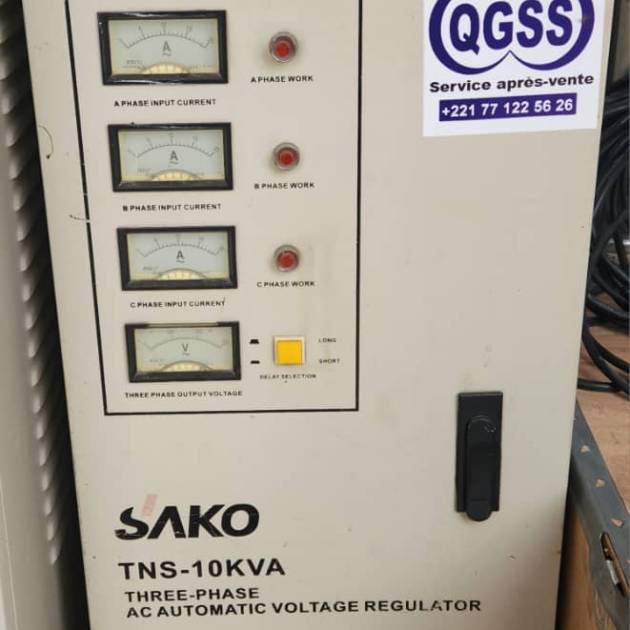 A
A PHASE INPUT CURRENT
A PHASE WORK
A
B PHASE INPUT CURRENT
B PHASE WORK
A
C PHASE INPUT CURRENT
C PHASE WORK
V
THREE PHASE OUTPUT VOLTAGE
LONG
SHORT
DELAY SELECTION
QGSS
Service après-vente
+221 77 122 56 26
SAKO
TNS-10KVA
THREE-PHASE
AC AUTOMATIC VOLTAGE REGULATOR